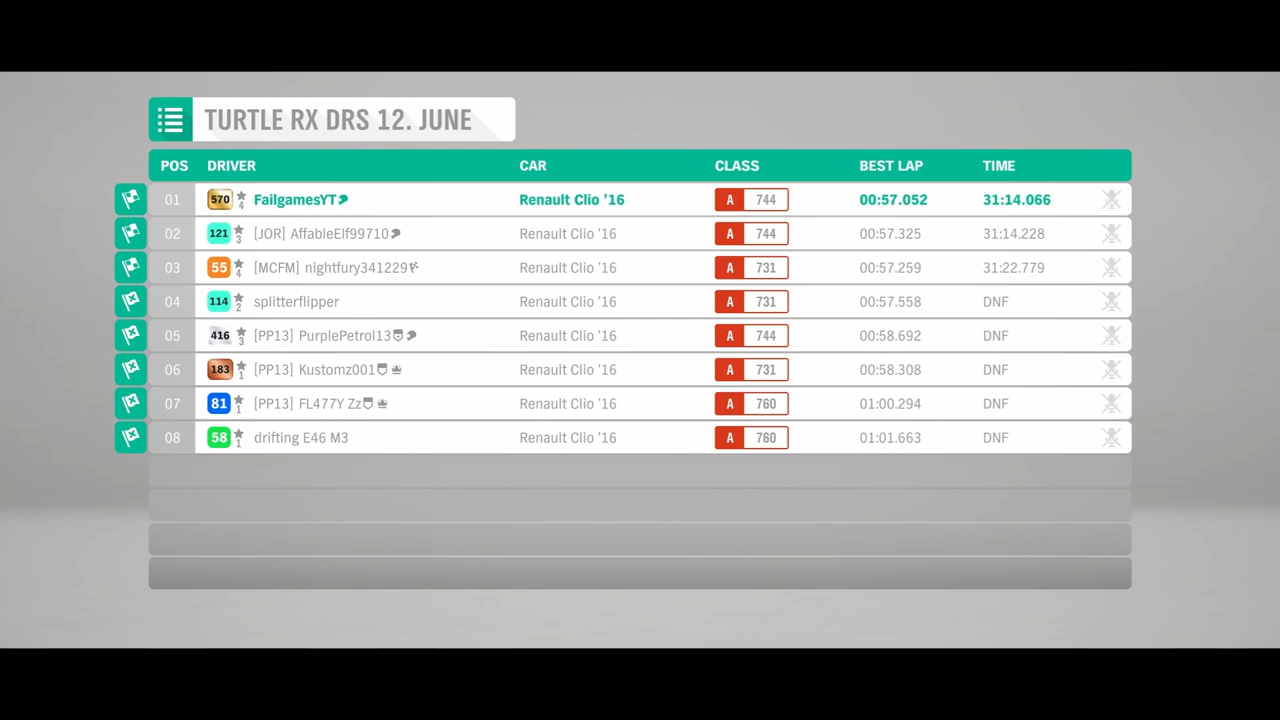 TURTLE RX DRS 12. JUNE
POS DRIVER CAR CLASS BEST LAP TIME
01 570 4 FailgamesYT Renault Clio '16 A 744 00:57.052 31:14.066
02 121 3 [JOR] AffableElf99710 Renault Clio '16 A 744 00:57.325 31:14.228
03 55 4 [MCFM] nightfury341229 Renault Clio '16 A 731 00:57.259 31:22.779
04 114 2 splitterflipper Renault Clio '16 A 731 00:57.558 DNF
05 416 3 [PP13] PurplePetrol13 Renault Clio '16 A 744 00:58.692 DNF
06 183 1 [PP13] Kustomz001 Renault Clio '16 A 731 00:58.308 DNF
07 81 1 [PP13] FL477Y Zz Renault Clio '16 A 760 01:00.294 DNF
08 58 1 drifting E46 M3 Renault Clio '16 A 760 01:01.663 DNF